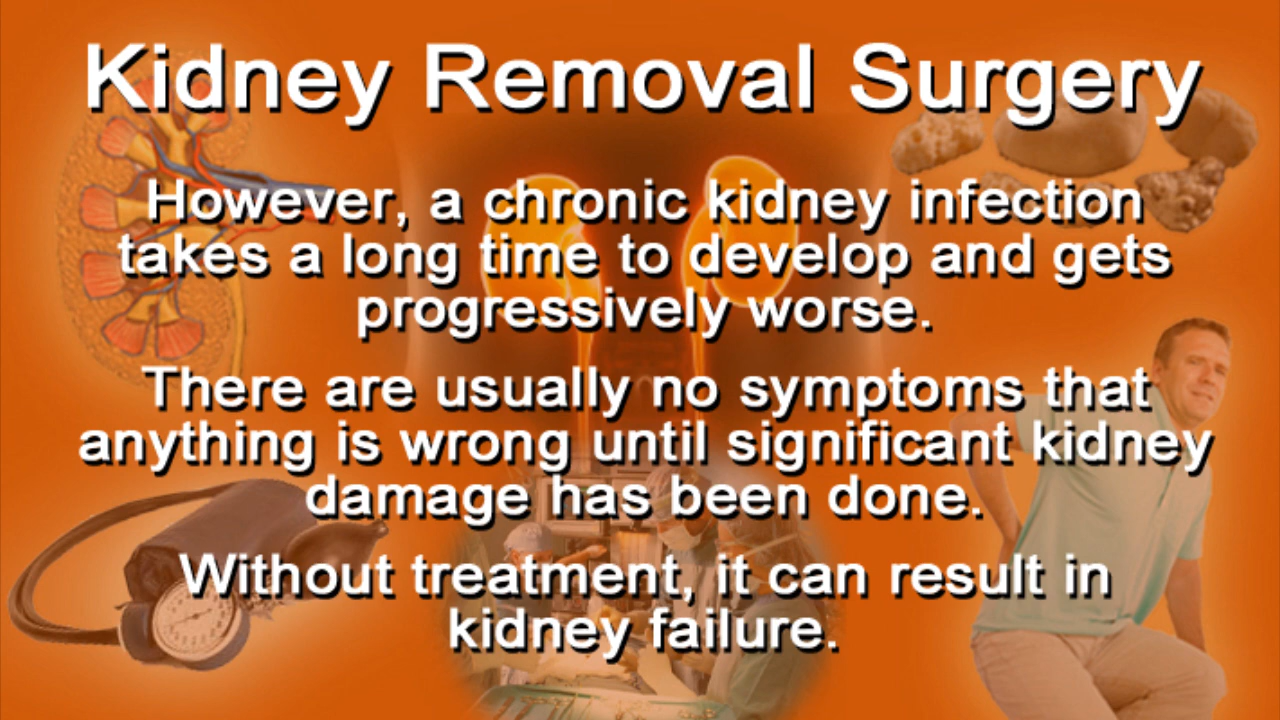 Kidney Removal Surgery
However, a chronic kidney infection
takes a long time to develop and gets
progressively worse.
There are usually no symptoms that
anything is wrong until significant kidney
damage has been done.
Without treatment, it can result in
kidney failure.